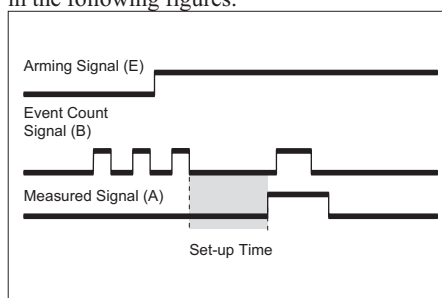 in the following figures:
Arming Signal (E)
Event Count
Signal (B)
Measured Signal (A)
Set-up Time